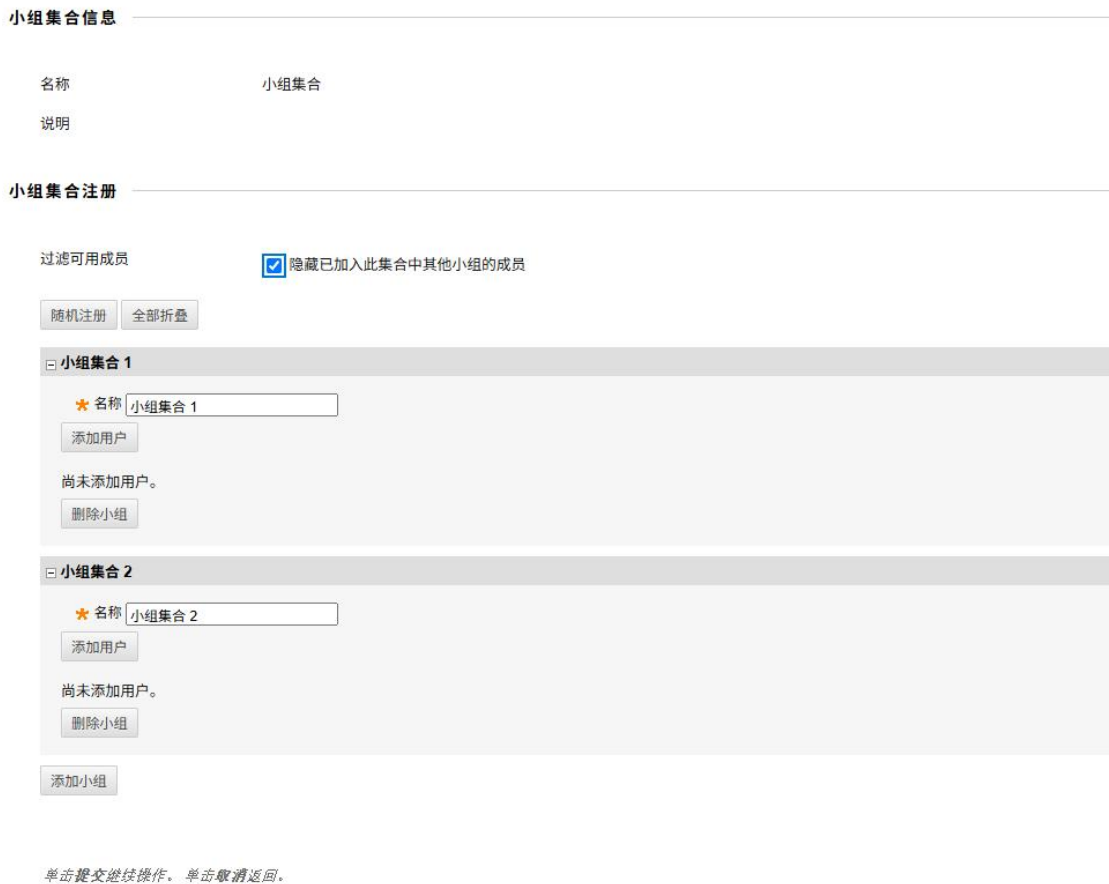 小组集合信息
名称 小组集合
说明
小组集合注册
过滤可用成员 隐藏已加入此集合中其他小组的成员
随机注册 全部折叠
小组集合 1
名称 小组集合 1
添加用户
尚未添加用户。
删除小组
小组集合 2
名称 小组集合 2
添加用户
尚未添加用户。
删除小组
添加小组
单击提交继续操作。 单击取消返回。